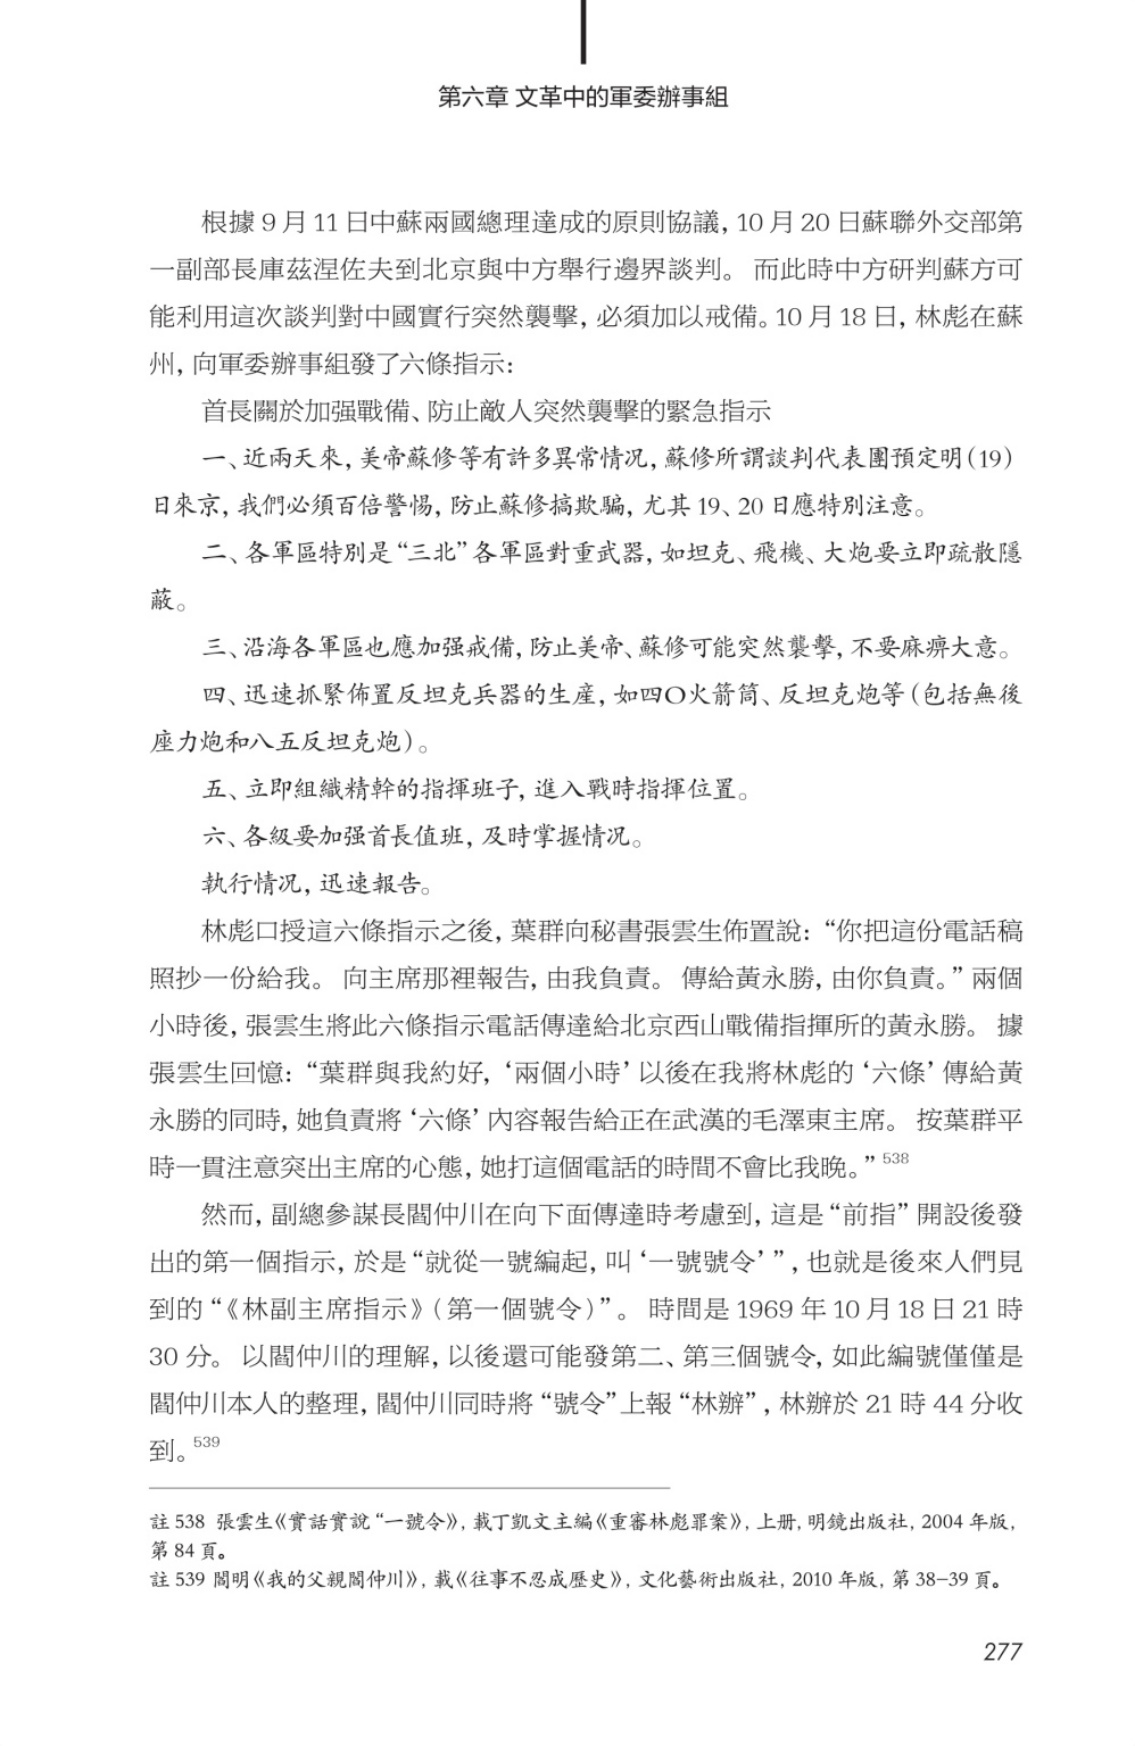 第六章 文革中的軍委辦事組
根據 9 月 11 日中蘇兩國總理達成的原則協議，10 月 20 日蘇聯外交部第
一副部長庫茲涅佐夫到北京與中方舉行邊界談判。 而此時中方研判蘇方可
能利用這次談判對中國實行突然襲擊，必須加以戒備。10 月 18 日，林彪在蘇
州，向軍委辦事組發了六條指示：
首長關於加强戰備、防止敵人突然襲擊的緊急指示
一、近兩天來，美帝蘇修等有許多異常情况，蘇修所謂談判代表團預定明（19）
日來京，我們必須百倍警惕，防止蘇修搞欺騙，尤其 19、20 日應特別注意。
二、各軍區特別是“三北”各軍區對重武器，如坦克、飛機、大炮要立即疏散隱
蔽。
三、沿海各軍區也應加强戒備，防止美帝、蘇修可能突然襲擊，不要麻痹大意。
四、迅速抓緊佈置反坦克兵器的生産，如四〇火箭筒、反坦克炮等（包括無後
座力炮和八五反坦克炮）。
五、立即組織精幹的指揮班子，進入戰時指揮位置。
六、各級要加强首長值班，及時掌握情况。
執行情况，迅速報告。
林彪口授這六條指示之後，葉群向秘書張雲生佈置說：“你把這份電話稿
照抄一份給我。 向主席那裡報告，由我負責。 傳給黃永勝，由你負責。”兩個
小時後，張雲生將此六條指示電話傳達給北京西山戰備指揮所的黃永勝。 據
張雲生回憶：“葉群與我約好，‘兩個小時’以後在我將林彪的‘六條’傳給黃
永勝的同時，她負責將‘六條’內容報告給正在武漢的毛澤東主席。 按葉群平
時一貫注意突出主席的心態，她打這個電話的時間不會比我晚。”538
然而，副總參謀長閻仲川在向下面傳達時考慮到，這是“前指”開設後發
出的第一個指示，於是“就從一號編起，叫‘一號號令’”，也就是後來人們見
到的“《林副主席指示》（第一個號令）”。 時間是 1969 年 10 月 18 日 21 時
30 分。 以閻仲川的理解，以後還可能發第二、第三個號令，如此編號僅僅是
閻仲川本人的整理，閻仲川同時將“號令”上報“林辦”，林辦於 21 時 44 分收
到。539
註 538 張雲生《實話實說“一號令》，載丁凱文主編《重審林彪罪案》，上册，明鏡出版社，2004 年版，
第 84 頁。
註 539 閻明《我的父親閻仲川》，載《往事不忍成歷史》，文化藝術出版社，2010 年版，第 38–39 頁。
277